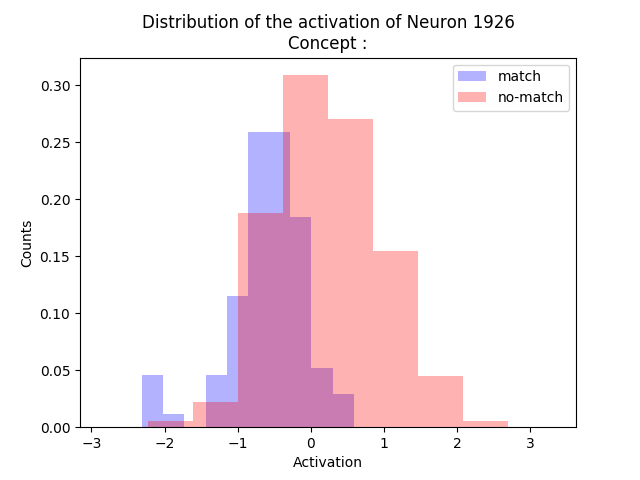 Distribution of the activation of Neuron 1926
Concept :
match
no-match
0.30
0.25
0.20
0.15
0.10
0.05
0.00
Counts
−3
−2
−1
0
1
2
3
Activation